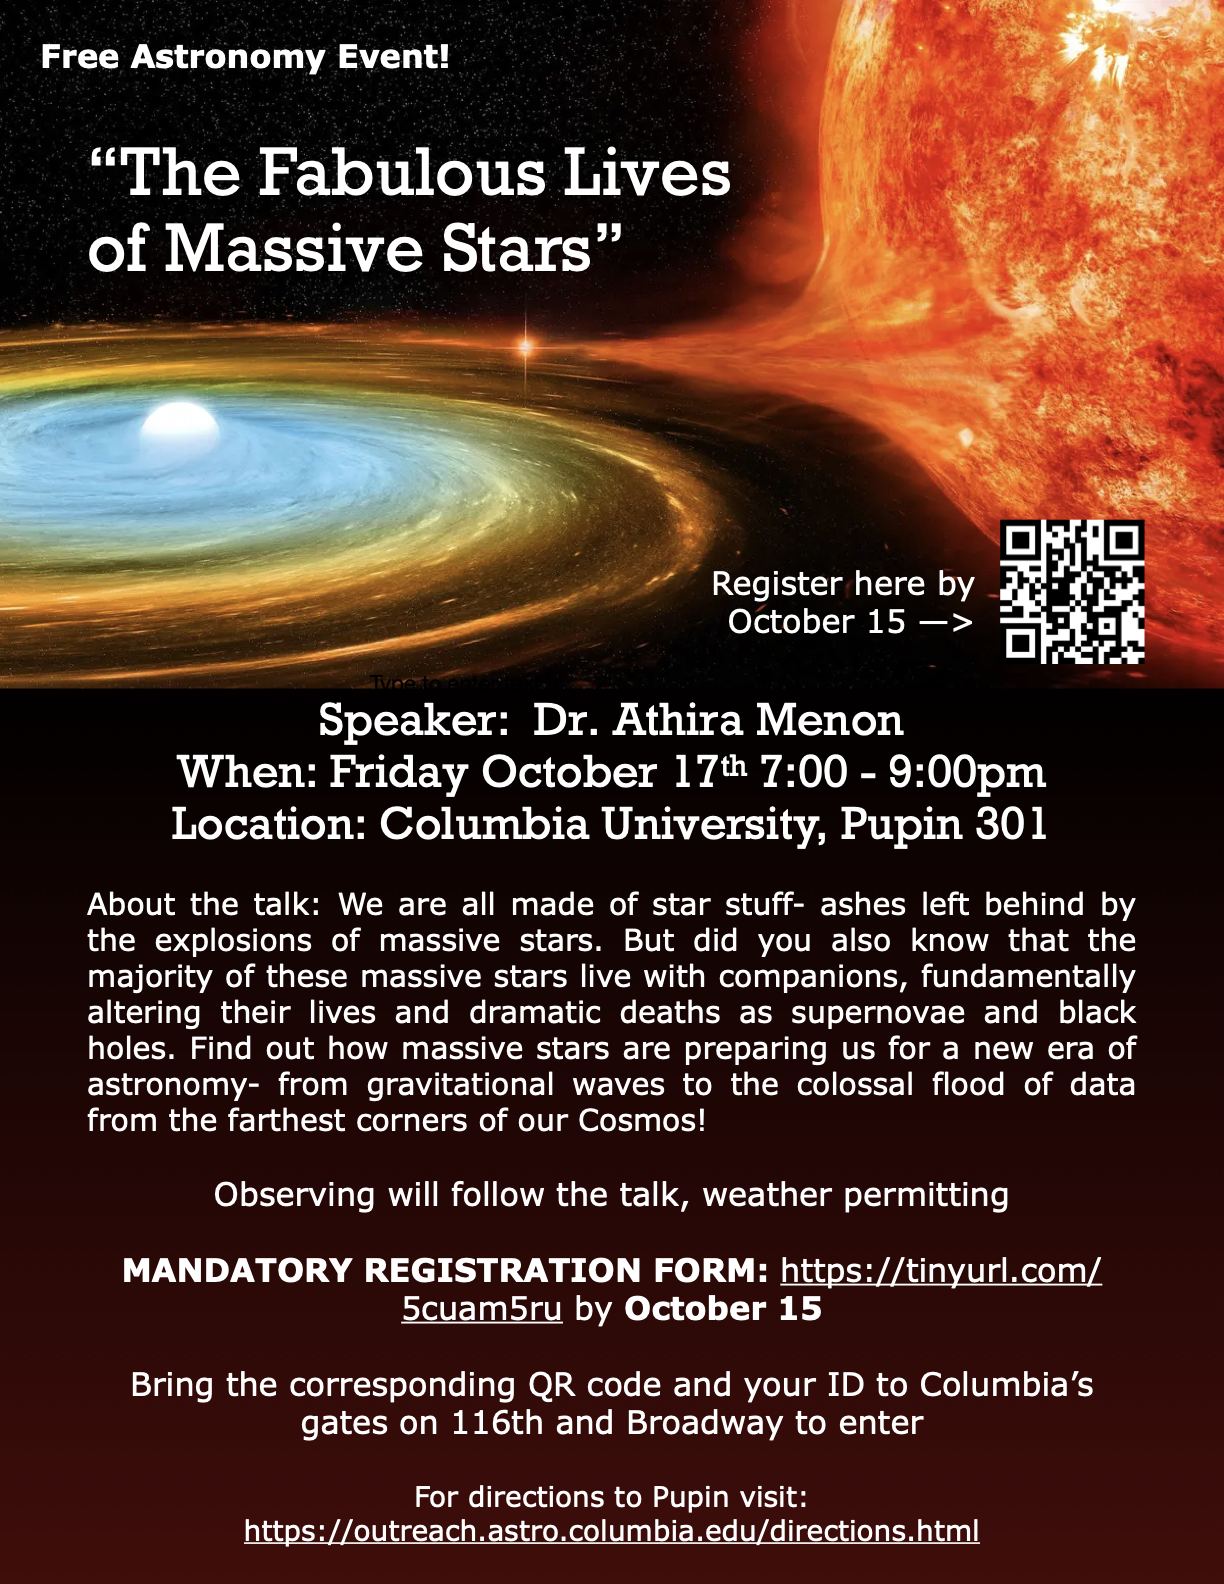 Free Astronomy Event!
“The Fabulous Lives
of Massive Stars”
Register here by
October 15 —>
Type to enter
Speaker:  Dr. Athira Menon
When: Friday October 17th 7:00 - 9:00pm
Location: Columbia University, Pupin 301
About the talk: We are all made of star stuff- ashes left behind by
the explosions of massive stars. But did you also know that the
majority of these massive stars live with companions, fundamentally
altering their lives and dramatic deaths as supernovae and black
holes. Find out how massive stars are preparing us for a new era of
astronomy- from gravitational waves to the colossal flood of data
from the farthest corners of our Cosmos!
Observing will follow the talk, weather permitting
MANDATORY REGISTRATION FORM: https://tinyurl.com/
5cuam5ru by October 15
Bring the corresponding QR code and your ID to Columbia’s
gates on 116th and Broadway to enter
For directions to Pupin visit:
https://outreach.astro.columbia.edu/directions.html